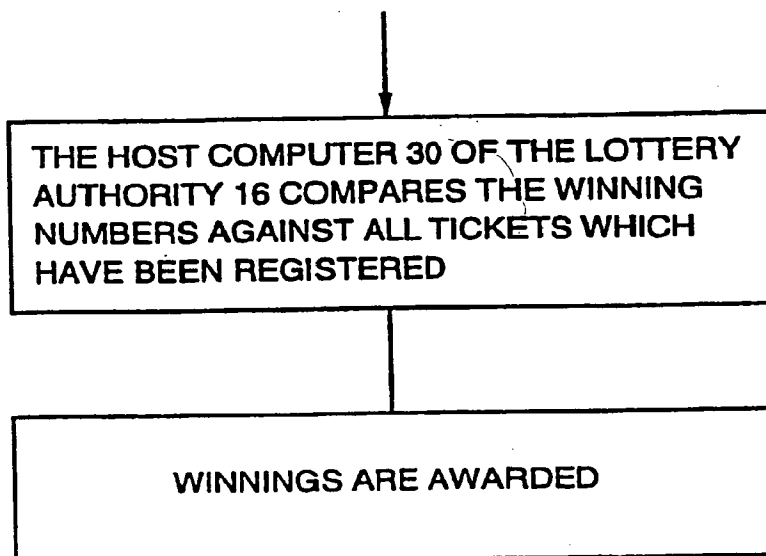 THE HOST COMPUTER 30 OF THE LOTTERY
AUTHORITY 16 COMPARES THE WINNING
NUMBERS AGAINST ALL TICKETS WHICH
HAVE BEEN REGISTERED
WINNINGS ARE AWARDED